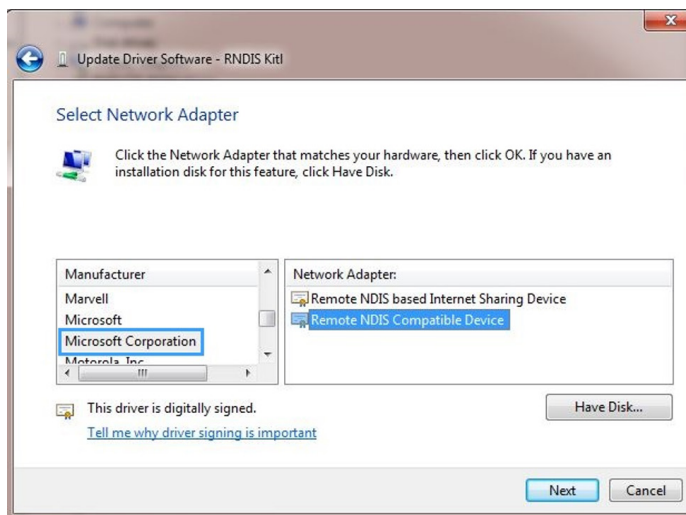 Update Driver Software - RNDIS Kitl
Select Network Adapter
Click the Network Adapter that matches your hardware, then click OK. If you have an
installation disk for this feature, click Have Disk.
Manufacturer
Network Adapter:
Marvell
Microsoft
Microsoft Corporation
Motorola Inc
Remote NDIS based Internet Sharing Device
Remote NDIS Compatible Device
This driver is digitally signed.
Have Disk...
Tell me why driver signing is important
Next
Cancel